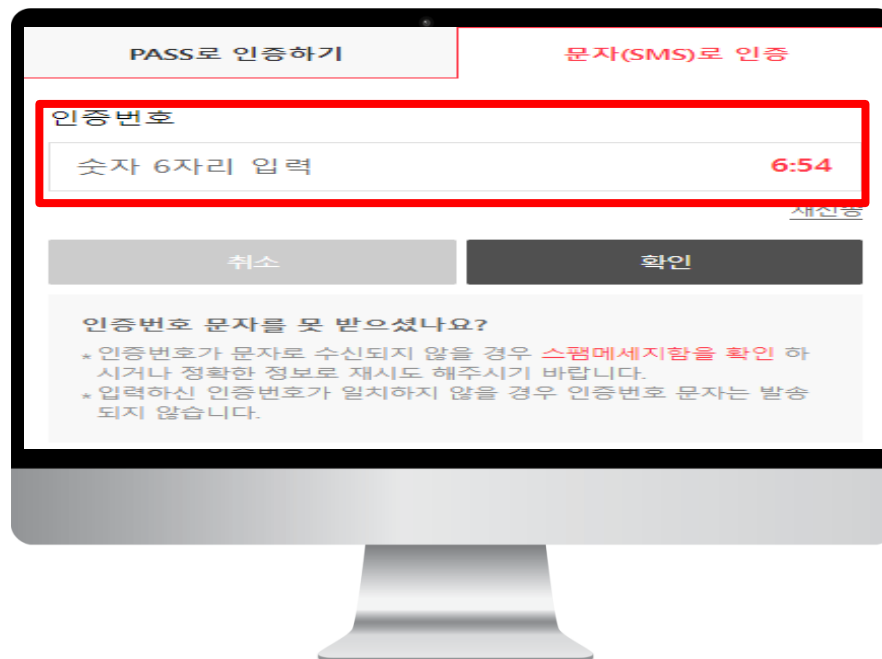 PASS로 인증하기
문자(SMS)로 인증
인증번호
숫자 6자리 입력 6:54
재전송
취소
확인
인증번호 문자를 못 받으셨나요?
* 인증번호가 문자로 수신되지 않을 경우 스팸메세지함을 확인 하
시거나 정확한 정보로 재시도 해주시기 바랍니다.
* 입력하신 인증번호가 일치하지 않을 경우 인증번호 문자는 발송
되지 않습니다.